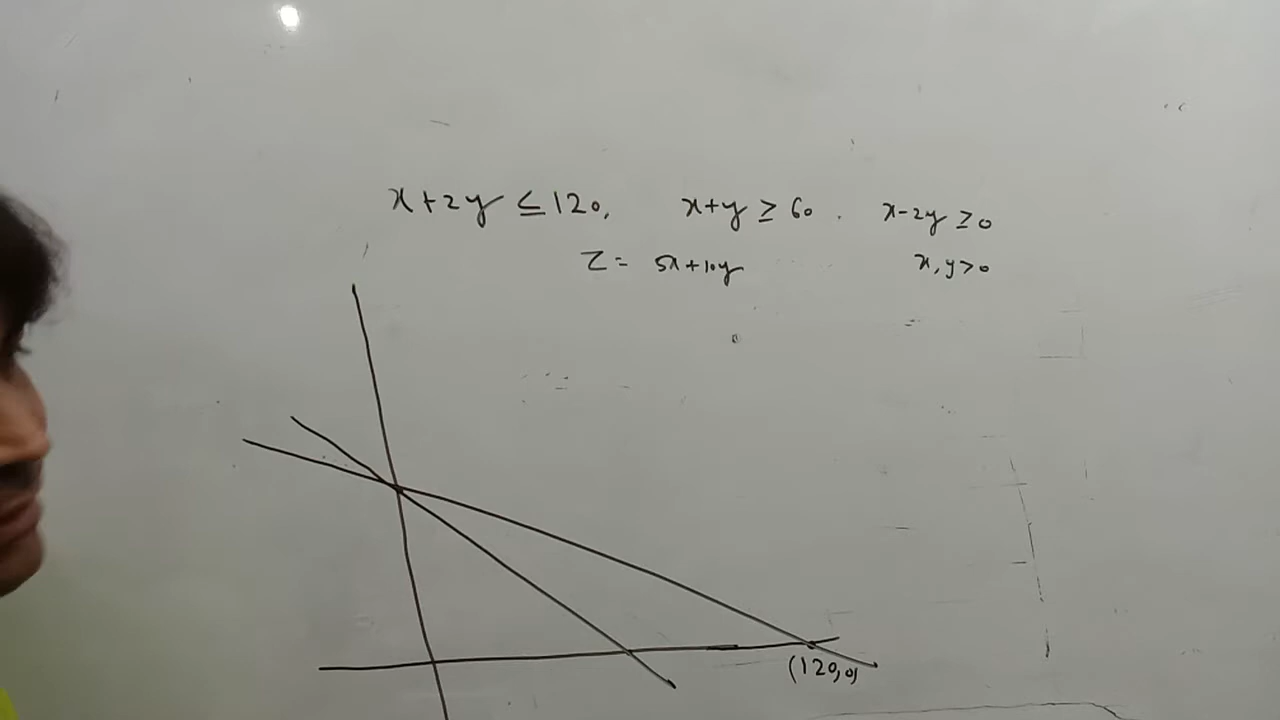 x+2y ≤ 120, x+y ≥ 60. x-2y ≥ 0
Z = 5x+10y x,y>0
(120,0)